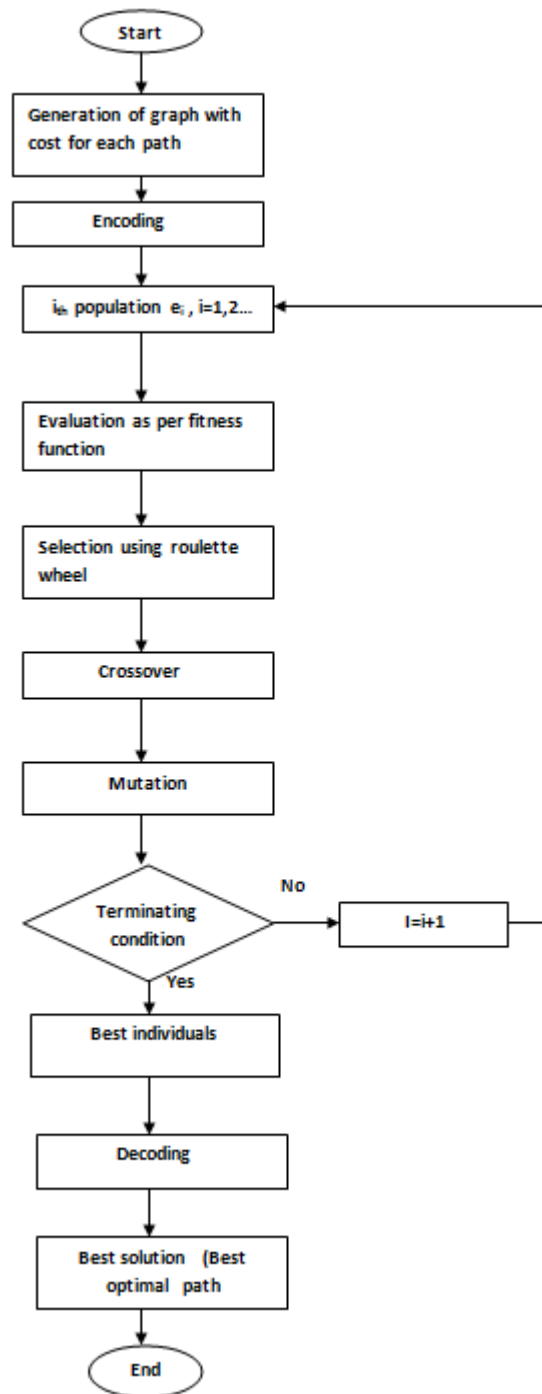 Start
Generation of graph with
cost for each path
Encoding
iₜₕ population eᵢ , i=1,2...
Evaluation as per fitness
function
Selection using roulette
wheel
Crossover
Mutation
No
Terminating
condition
I=i+1
Yes
Best individuals
Decoding
Best solution (Best
optimal path
End